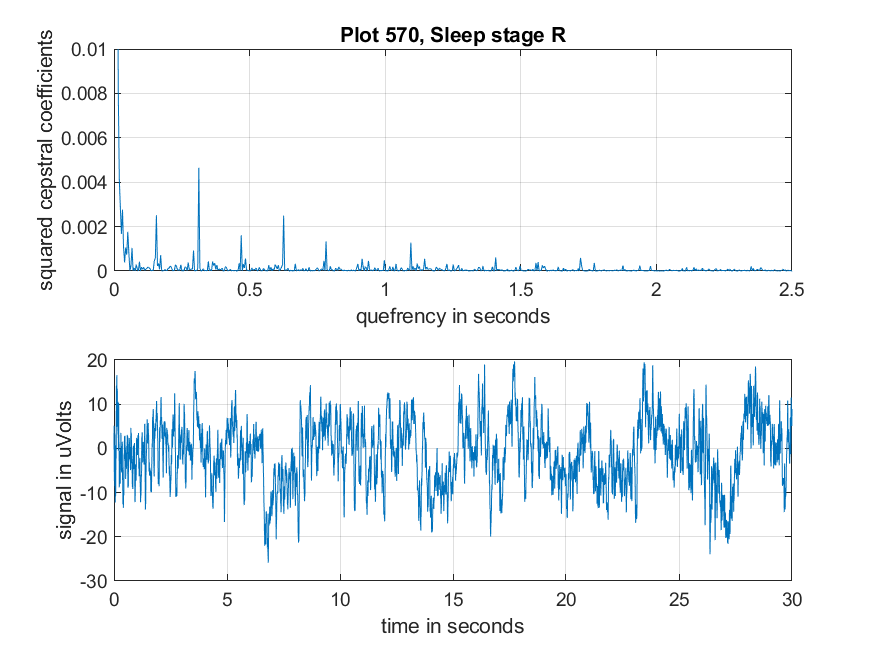 Plot 570, Sleep stage R
squared cepstral coefficients
0.01
0.008
0.006
0.004
0.002
0
0 0.5 1 1.5 2 2.5
quefrency in seconds
signal in uVolts
20
10
0
-10
-20
-30
0 5 10 15 20 25 30
time in seconds